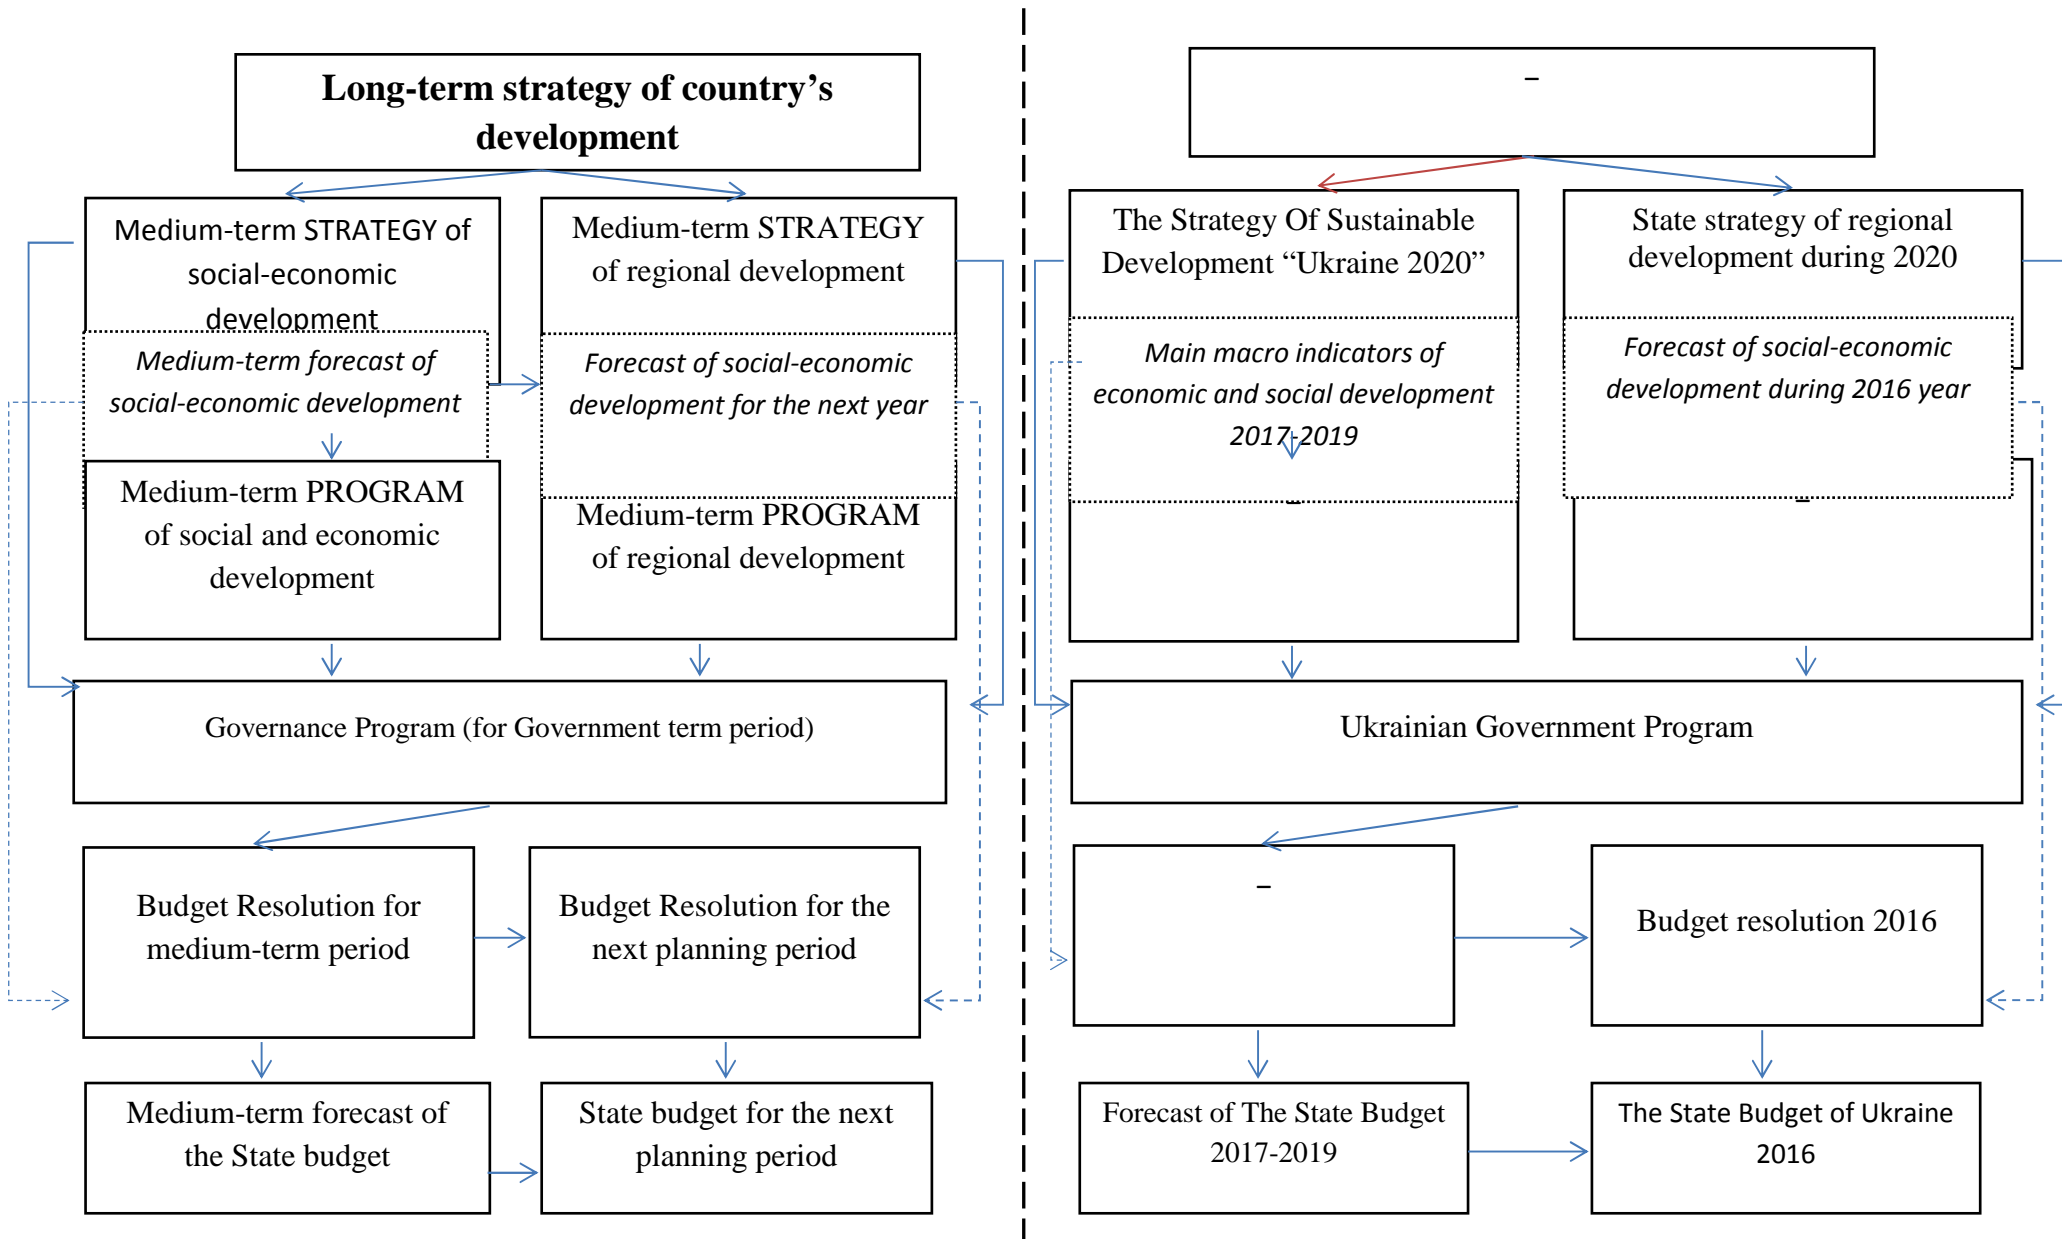 Long-term strategy of country’s
development
Medium-term STRATEGY of
social-economic
development
Medium-term STRATEGY
of regional development
Medium-term forecast of
social-economic development
Forecast of social-economic
development for the next year
Medium-term PROGRAM
of social and economic
development
Medium-term PROGRAM
of regional development
Governance Program (for Government term period)
Budget Resolution for
medium-term period
Budget Resolution for the
next planning period
Medium-term forecast of
the State budget
State budget for the next
planning period
–
The Strategy Of Sustainable
Development “Ukraine 2020”
State strategy of regional
development during 2020
Main macro indicators of
economic and social development
2017-2019
Forecast of social-economic
development during 2016 year
–
–
Ukrainian Government Program
–
Budget resolution 2016
Forecast of The State Budget
2017-2019
The State Budget of Ukraine
2016